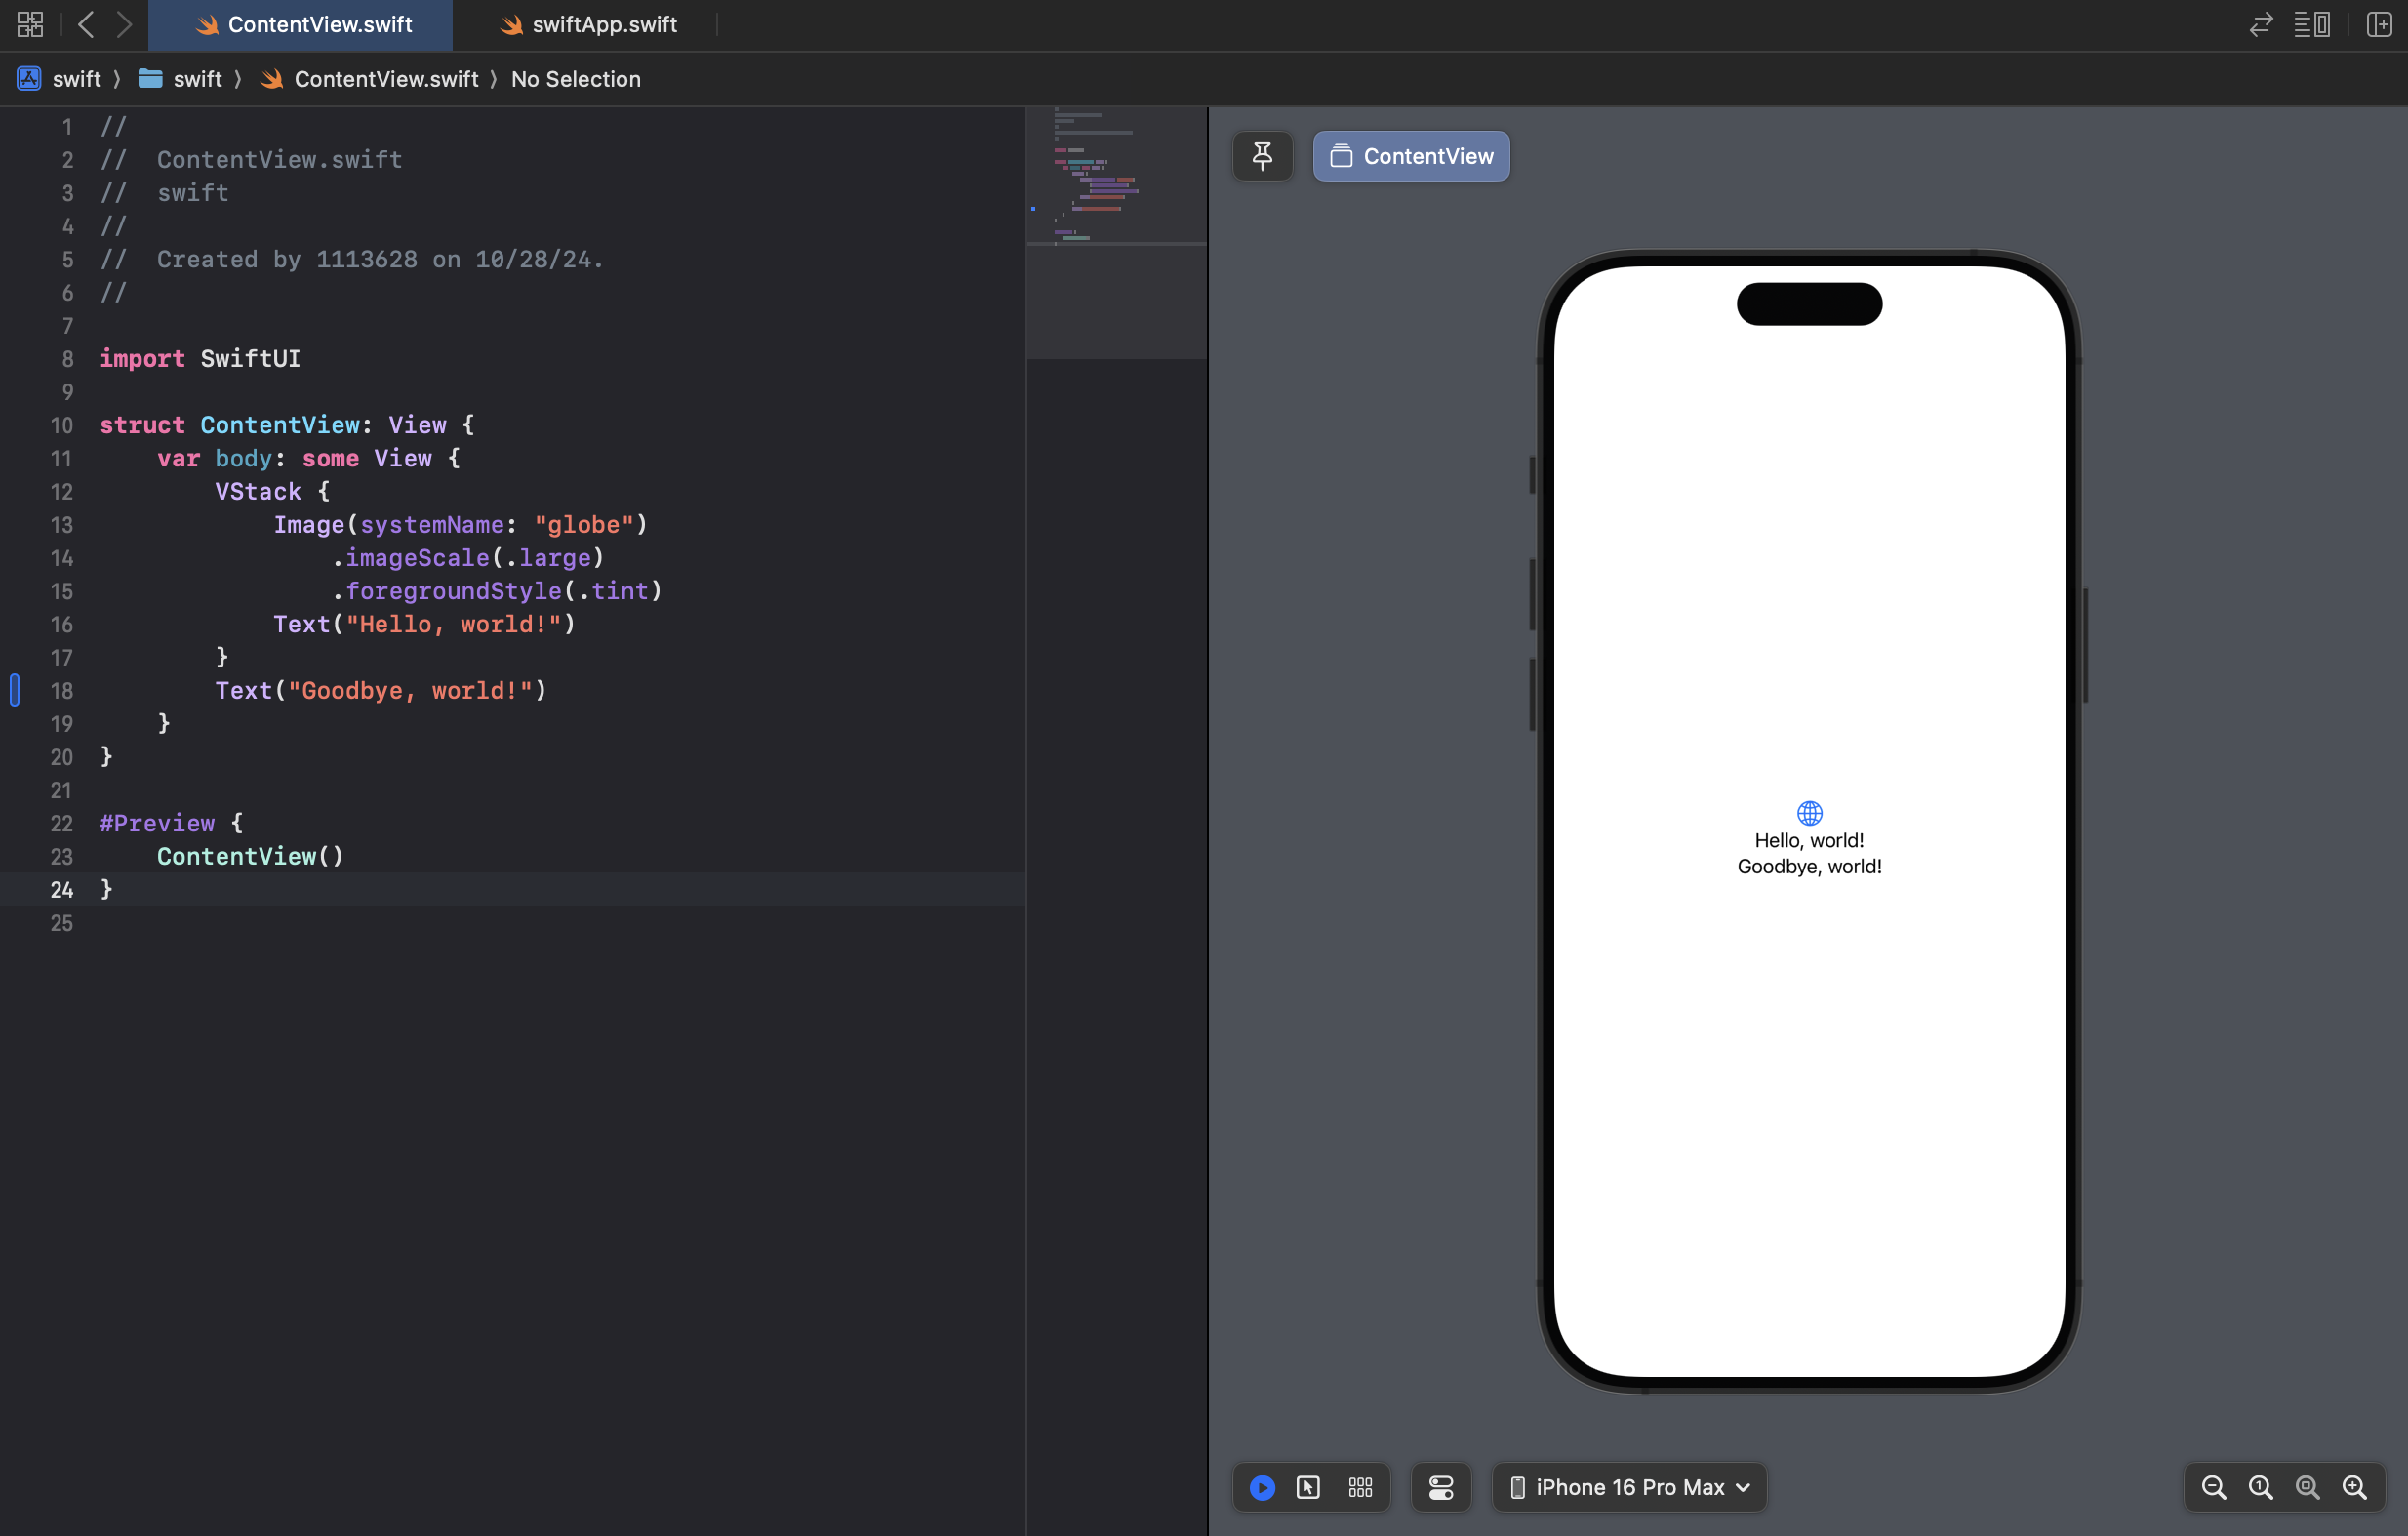 ContentView.swift
swiftApp.swift
swift 〉 swift 〉 ContentView.swift 〉 No Selection
1 //
2 //  ContentView.swift
3 //  swift
4 //
5 //  Created by 1113628 on 10/28/24.
6 //
7
8 import SwiftUI
9
10 struct ContentView: View {
11     var body: some View {
12         VStack {
13             Image(systemName: "globe")
14                 .imageScale(.large)
15                 .foregroundStyle(.tint)
16             Text("Hello, world!")
17         }
18         Text("Goodbye, world!")
19     }
20 }
21
22 #Preview {
23     ContentView()
24 }
25
ContentView
Hello, world!
Goodbye, world!
iPhone 16 Pro Max